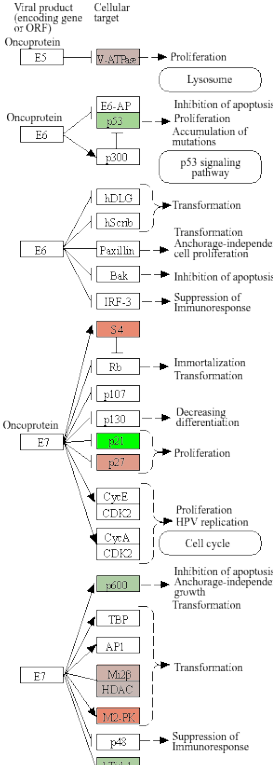 Viral product Cellular
(encoding gene target
or ORF)
Oncoprotein
E5 V-ATPase Proliferation
Lysosome
E6-AP Inhibition of apoptosis
Oncoprotein p53 Proliferation
Accumulation of
mutations
E6 p300 p53 signaling
pathway
hDLG
Transformation
hScrib
Transformation
E6 Paxillin Anchorage-independe
cell proliferation
Bak Inhibition of apoptosis
IRF-3 Suppression of
Immunoresponse
S4
Rb Immortalization
Transformation
p107
p130 Decreasing
differentiation
Oncoprotein
E7 p21
Proliferation
p27
CycE
CDK2 Proliferation
HPV replication
CycA Cell cycle
CDK2
Inhibition of apoptosis
p600 Anchorage-independe
growth
Transformation
TBP
AP1
Transformation
E7 Mi2β
HDAC
M2-PK
p48 Suppression of
Immunoresponse